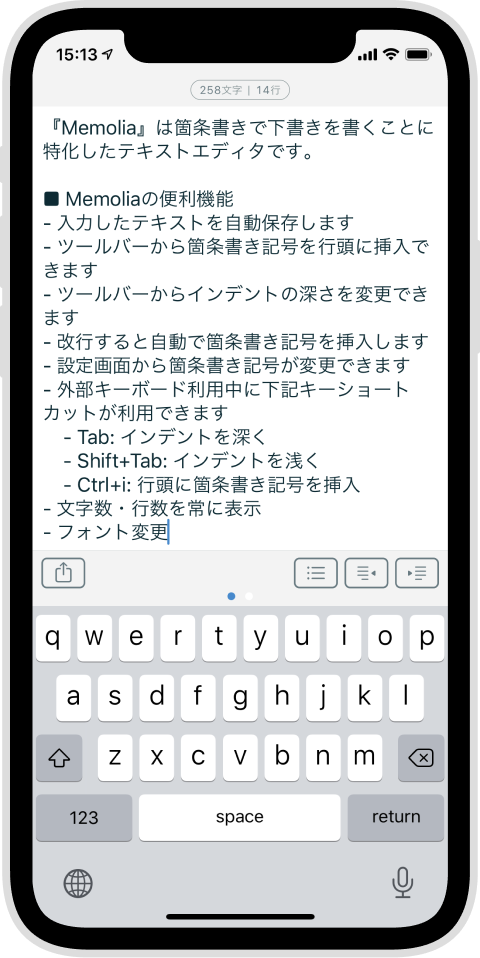 15:13
258文字 | 14行
『Memolia』は箇条書きで下書きを書くことに
特化したテキストエディタです。
■ Memoliaの便利機能
- 入力したテキストを自動保存します
- ツールバーから箇条書き記号を行頭に挿入で
きます
- ツールバーからインデントの深さを変更でき
ます
- 改行すると自動で箇条書き記号を挿入します
- 設定画面から箇条書き記号が変更できます
- 外部キーボード利用中に下記キーショート
カットが利用できます
- Tab: インデントを深く
- Shift+Tab: インデントを浅く
- Ctrl+i: 行頭に箇条書き記号を挿入
- 文字数・行数を常に表示
- フォント変更
q w e r t y u i o p
a s d f g h j k l
z x c v b n m
123 space return